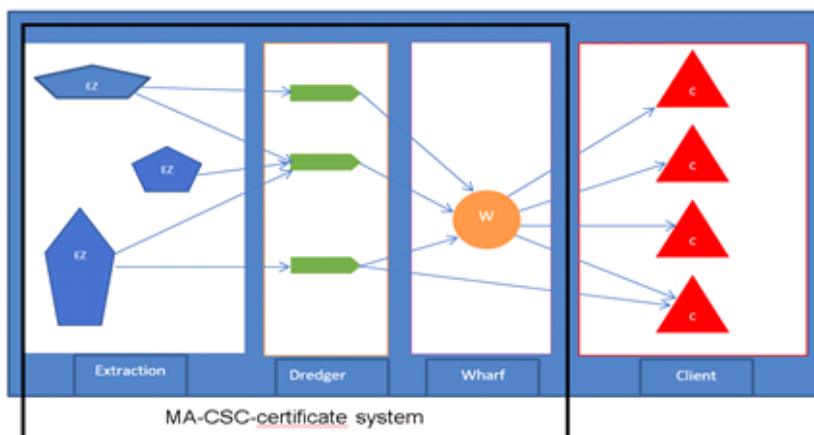 EZ
EZ
EZ
W
C
C
C
C
Extraction
Dredger
Wharf
Client
MA-CSC-certificate system